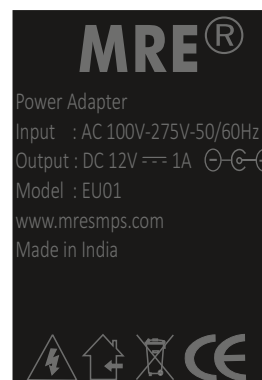 MRE®
Power Adapter
Input : AC 100V-275V-50/60Hz
Output : DC 12V ⎓ 1A
Model : EU01
www.mresmps.com
Made in India
CE